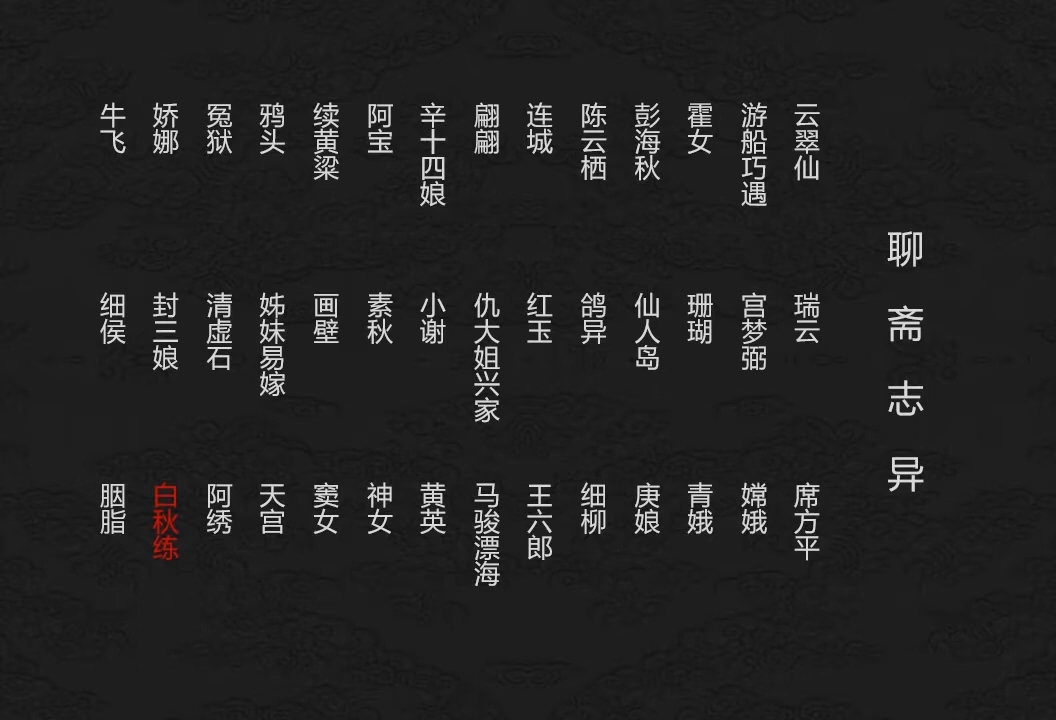 聊斋志异
云翠仙
游船巧遇
霍女
彭海秋
陈云栖
连城
翩翩
辛十四娘
阿宝
续黄粱
鸦头
冤狱
娇娜
牛飞
瑞云
宫梦弼
珊瑚
仙人岛
鸽异
红玉
仇大姐兴家
小谢
素秋
画壁
姊妹易嫁
清虚石
封三娘
细侯
席方平
嫦娥
青娥
庚娘
细柳
王六郎
马骏漂海
黄英
神女
窦女
天宫
阿绣
白秋练
胭脂